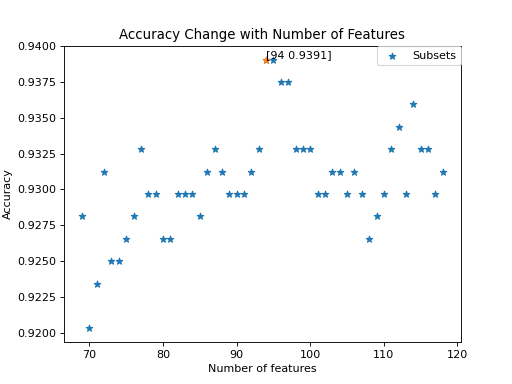 Accuracy Change with Number of Features
0.9400
[94 0.9391]
Subsets
0.9375
0.9350
0.9325
0.9300
0.9275
0.9250
0.9225
0.9200
Accuracy
70 80 90 100 110 120
Number of features